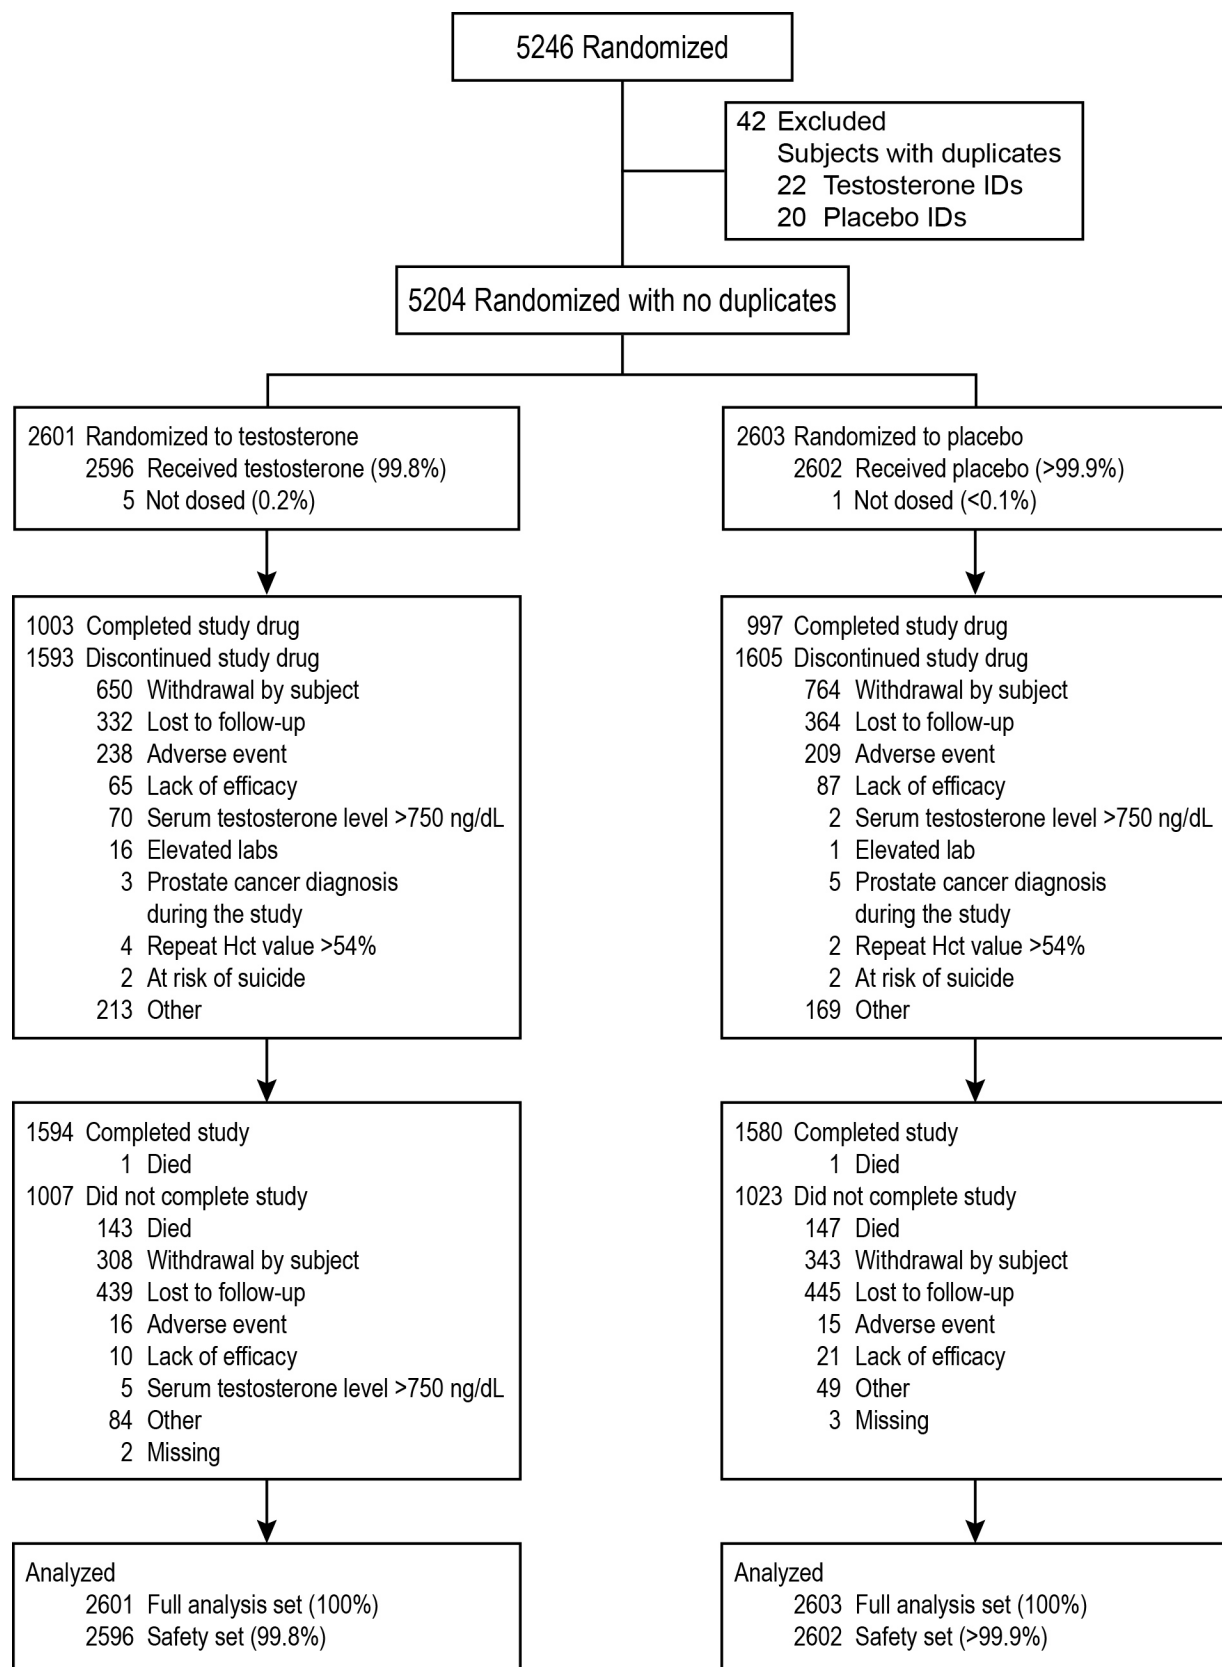 5246 Randomized
42 Excluded
Subjects with duplicates
22 Testosterone IDs
20 Placebo IDs
5204 Randomized with no duplicates
2601 Randomized to testosterone
2596 Received testosterone (99.8%)
5 Not dosed (0.2%)
2603 Randomized to placebo
2602 Received placebo (>99.9%)
1 Not dosed (<0.1%)
1003 Completed study drug
1593 Discontinued study drug
650 Withdrawal by subject
332 Lost to follow-up
238 Adverse event
65 Lack of efficacy
70 Serum testosterone level >750 ng/dL
16 Elevated labs
3 Prostate cancer diagnosis
during the study
4 Repeat Hct value >54%
2 At risk of suicide
213 Other
997 Completed study drug
1605 Discontinued study drug
764 Withdrawal by subject
364 Lost to follow-up
209 Adverse event
87 Lack of efficacy
2 Serum testosterone level >750 ng/dL
1 Elevated lab
5 Prostate cancer diagnosis
during the study
2 Repeat Hct value >54%
2 At risk of suicide
169 Other
1594 Completed study
1 Died
1007 Did not complete study
143 Died
308 Withdrawal by subject
439 Lost to follow-up
16 Adverse event
10 Lack of efficacy
5 Serum testosterone level >750 ng/dL
84 Other
2 Missing
1580 Completed study
1 Died
1023 Did not complete study
147 Died
343 Withdrawal by subject
445 Lost to follow-up
15 Adverse event
21 Lack of efficacy
49 Other
3 Missing
Analyzed
2601 Full analysis set (100%)
2596 Safety set (99.8%)
Analyzed
2603 Full analysis set (100%)
2602 Safety set (>99.9%)